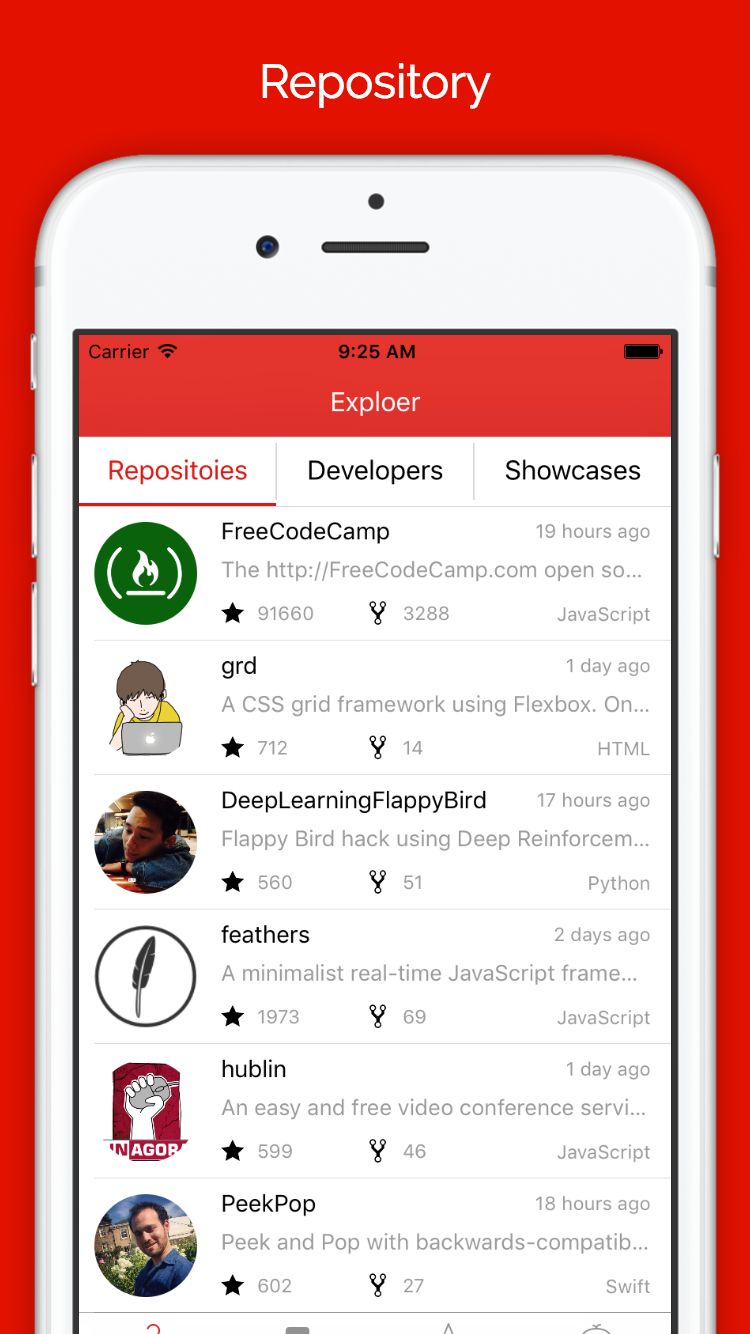 Repository
Carrier 9:25 AM
Exploer
Repositoies Developers Showcases
FreeCodeCamp 19 hours ago
The http://FreeCodeCamp.com open so...
91660 3288 JavaScript
grd 1 day ago
A CSS grid framework using Flexbox. On...
712 14 HTML
DeepLearningFlappyBird 17 hours ago
Flappy Bird hack using Deep Reinforcem...
560 51 Python
feathers 2 days ago
A minimalist real-time JavaScript frame...
1973 69 JavaScript
hublin 1 day ago
An easy and free video conference servi...
NAGOR
599 46 JavaScript
PeekPop 18 hours ago
Peek and Pop with backwards-compatib...
602 27 Swift